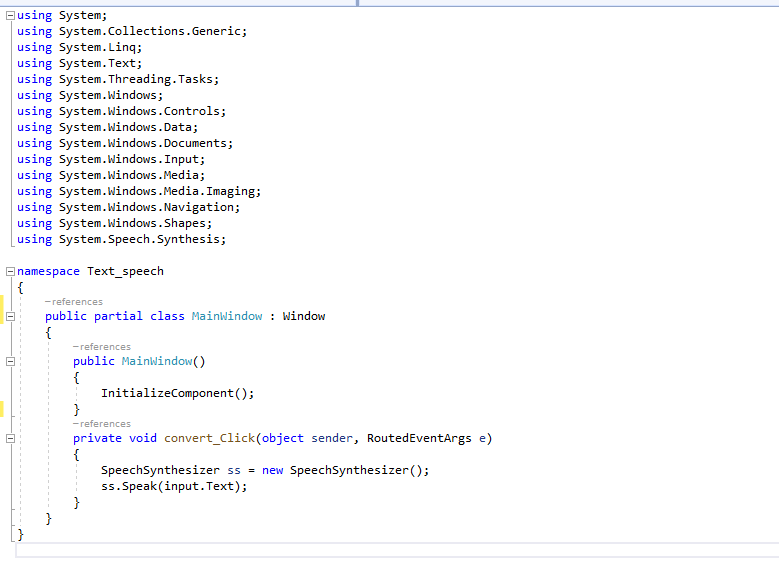 using System;
using System.Collections.Generic;
using System.Linq;
using System.Text;
using System.Threading.Tasks;
using System.Windows;
using System.Windows.Controls;
using System.Windows.Data;
using System.Windows.Documents;
using System.Windows.Input;
using System.Windows.Media;
using System.Windows.Media.Imaging;
using System.Windows.Navigation;
using System.Windows.Shapes;
using System.Speech.Synthesis;

namespace Text_speech
{
    –references
    public partial class MainWindow : Window
    {
        –references
        public MainWindow()
        {
            InitializeComponent();
        }
        –references
        private void convert_Click(object sender, RoutedEventArgs e)
        {
            SpeechSynthesizer ss = new SpeechSynthesizer();
            ss.Speak(input.Text);
        }
    }
}